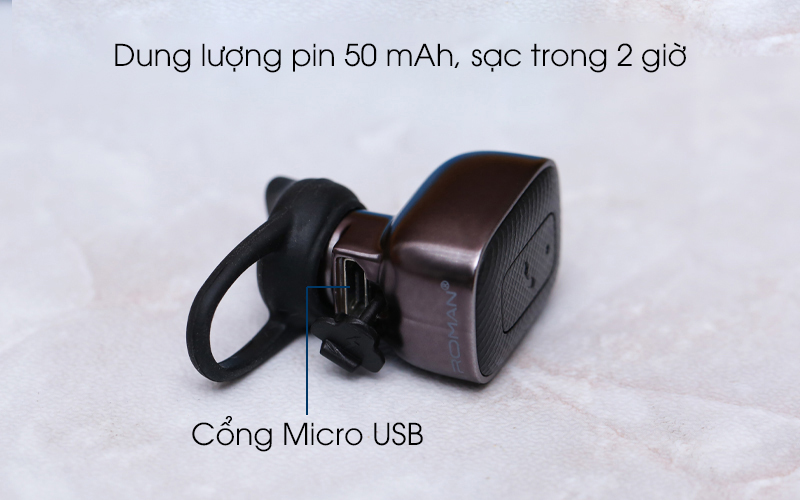 Dung lượng pin 50 mAh, sạc trong 2 giờ
ROMAN®
Cổng Micro USB